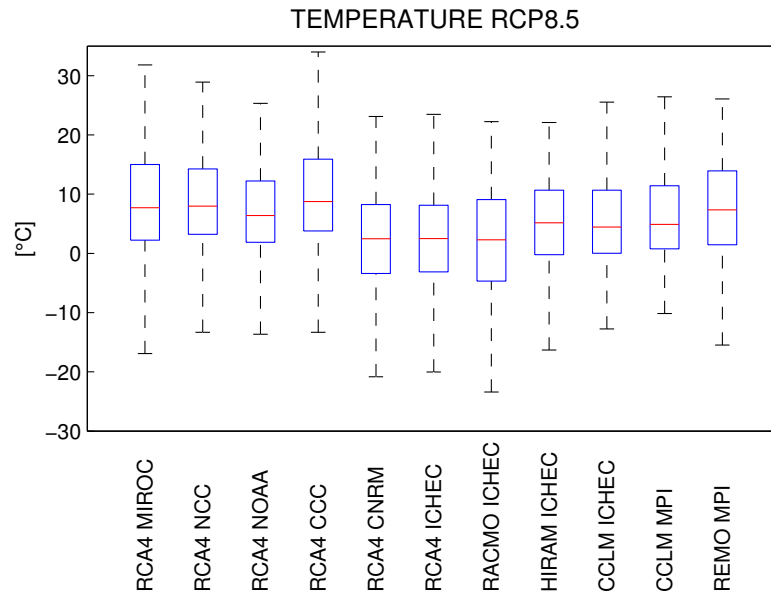 TEMPERATURE RCP8.5
30
20
10
0
−10
−20
−30
[°C]
RCA4 MIROC
RCA4 NCC
RCA4 NOAA
RCA4 CCC
RCA4 CNRM
RCA4 ICHEC
RACMO ICHEC
HIRAM ICHEC
CCLM ICHEC
CCLM MPI
REMO MPI